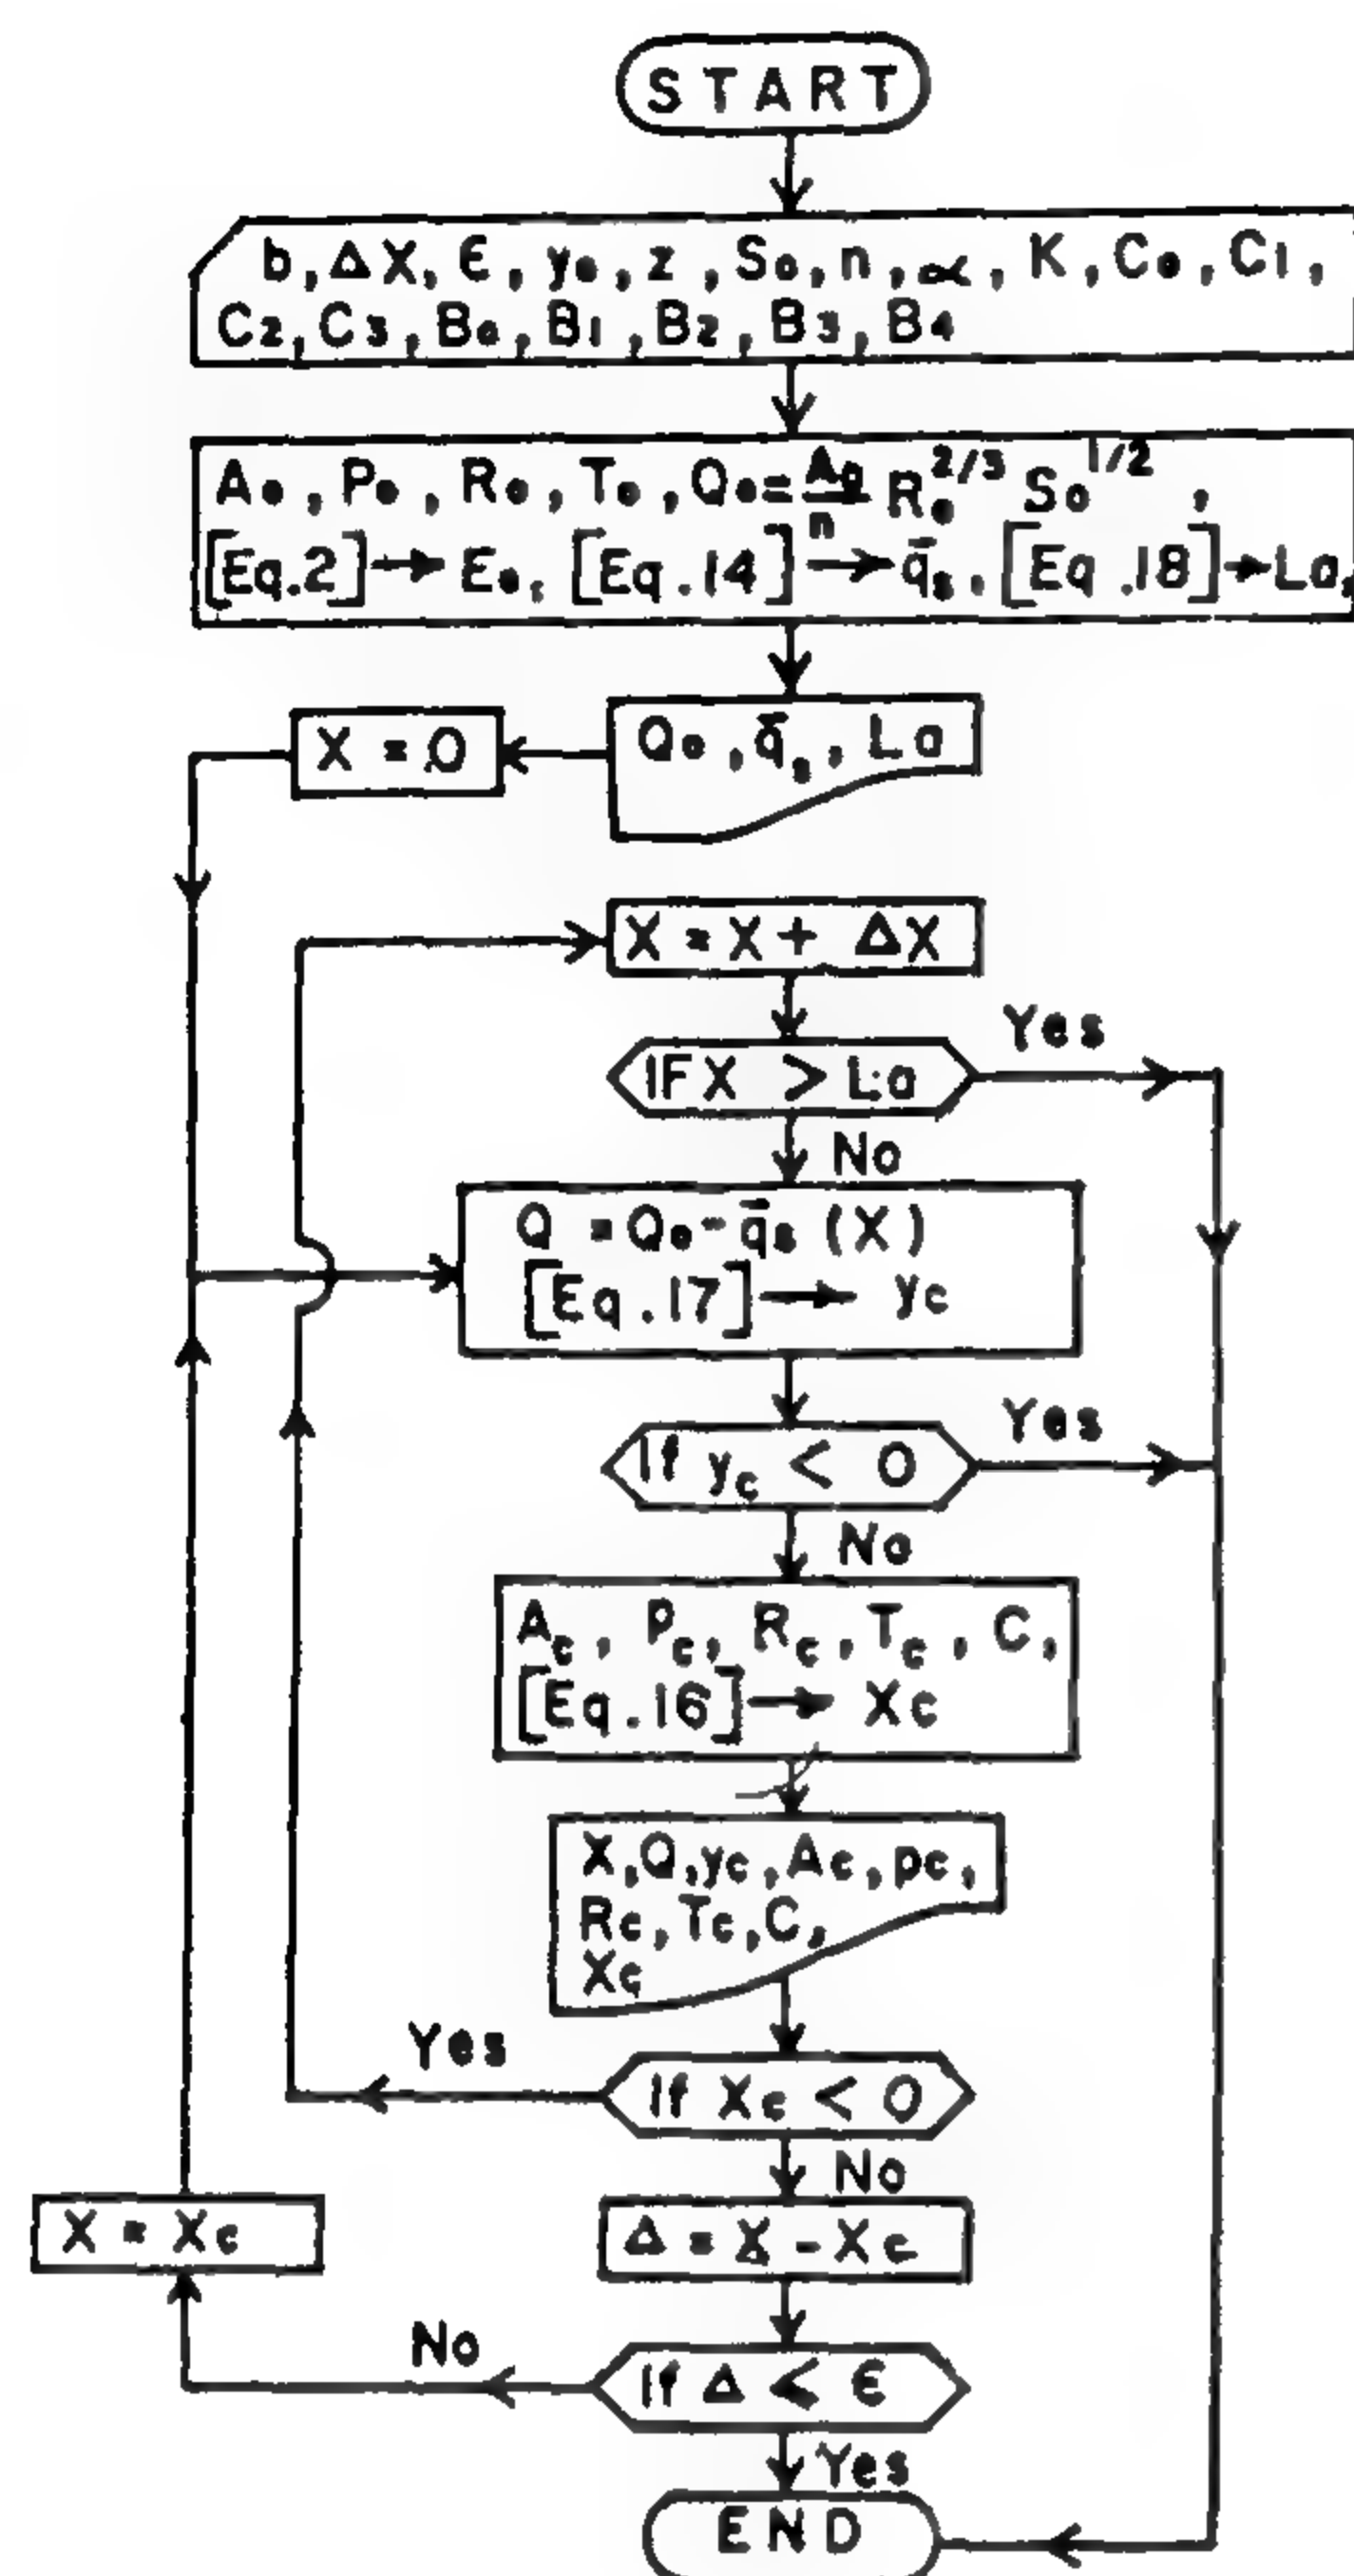 START
b, ΔX, ϵ, y₀, z, S₀, n, α, K, C₀, C₁,
C₂, C₃, B₀, B₁, B₂, B₃, B₄
A₀, P₀, R₀, T₀, Q₀ = A₀/n R₀^2/3 S₀^1/2,
[Eq.2] → E₀, [Eq.14] → q̄ₛ, [Eq.18] → La,
X = 0
Q₀, q̄ₛ, La
X = X + ΔX
IF X > La
Yes
No
Q = Q₀ - q̄ₛ (X)
[Eq.17] → yc
If yc < 0
Yes
No
Ac, Pc, Rc, Tc, C,
[Eq.16] → Xc
X, Q, yc, Ac, pc,
Rc, Tc, C,
Xc
Yes
If Xc < 0
No
X = Xc
Δ = X - Xc
No
If Δ < ϵ
Yes
END